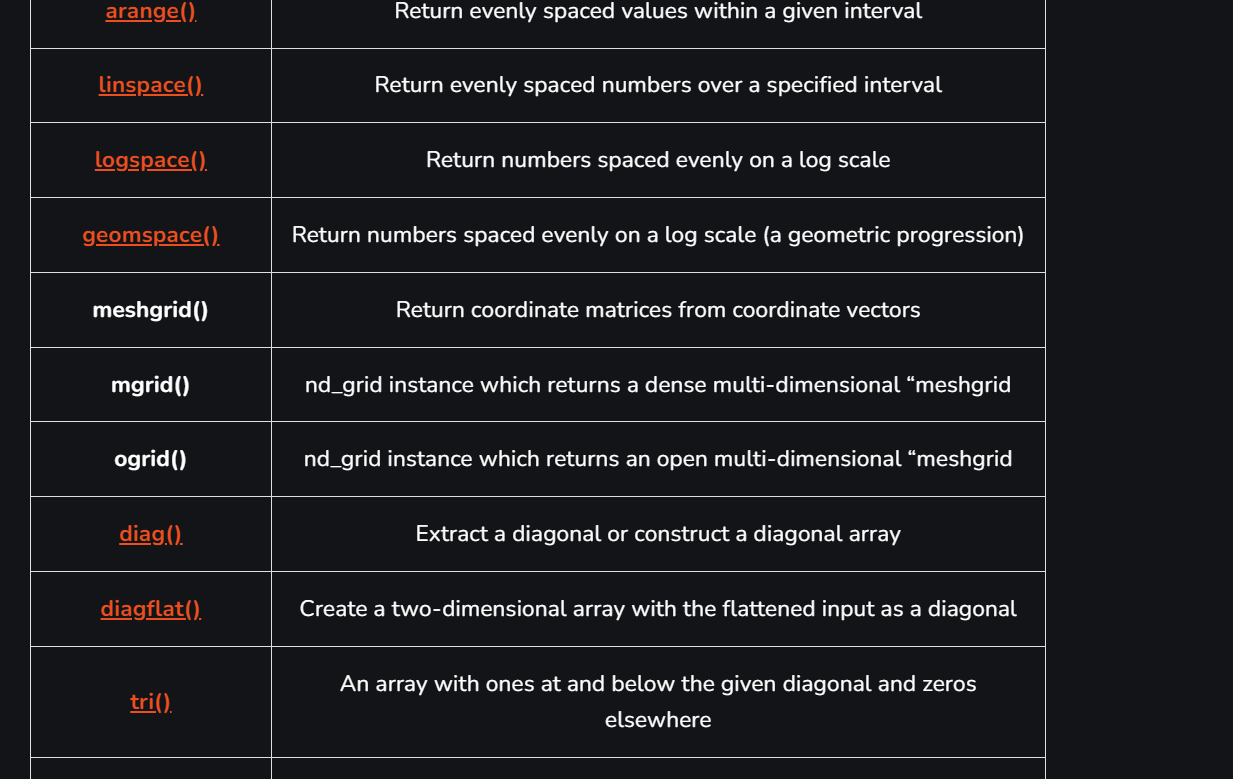 arange()
Return evenly spaced values within a given interval
linspace()
Return evenly spaced numbers over a specified interval
logspace()
Return numbers spaced evenly on a log scale
geomspace()
Return numbers spaced evenly on a log scale (a geometric progression)
meshgrid()
Return coordinate matrices from coordinate vectors
mgrid()
nd_grid instance which returns a dense multi-dimensional “meshgrid
ogrid()
nd_grid instance which returns an open multi-dimensional “meshgrid
diag()
Extract a diagonal or construct a diagonal array
diagflat()
Create a two-dimensional array with the flattened input as a diagonal
tri()
An array with ones at and below the given diagonal and zeros
elsewhere